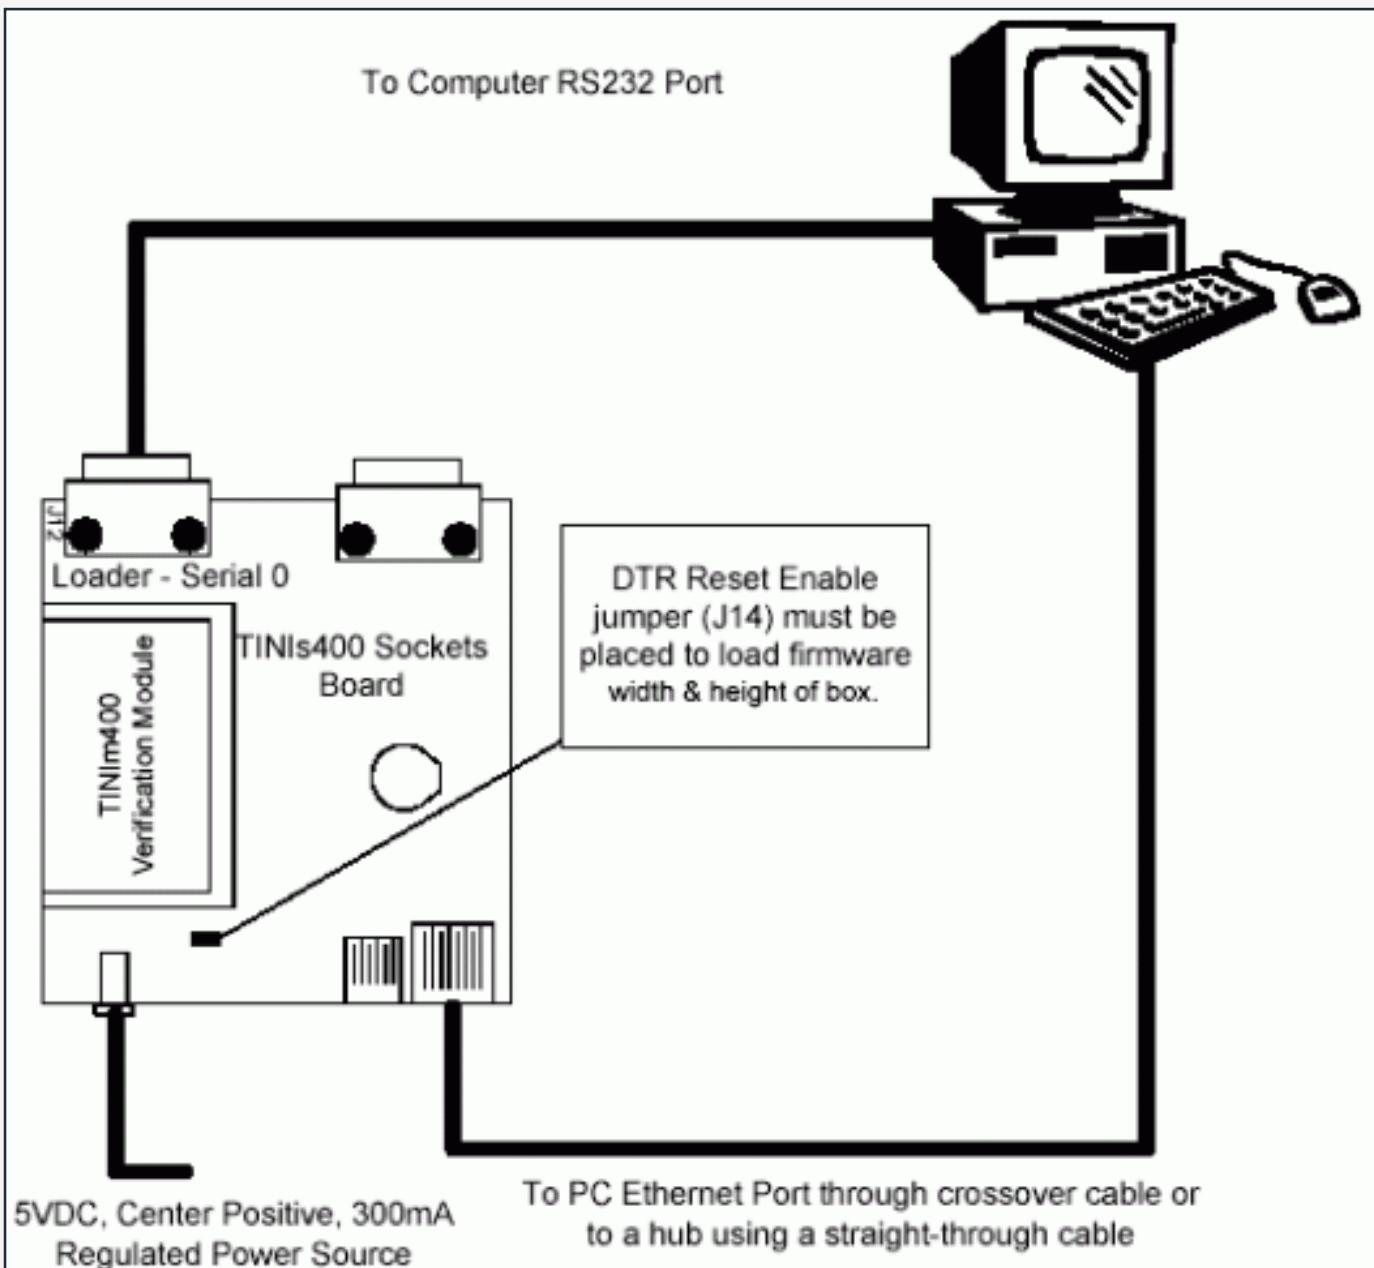 To Computer RS232 Port
J12
Loader - Serial 0
TINIs400 Sockets
Board
TINIm400
Verification Module
DTR Reset Enable
jumper (J14) must be
placed to load firmware
width & height of box.
5VDC, Center Positive, 300mA
Regulated Power Source
To PC Ethernet Port through crossover cable or
to a hub using a straight-through cable